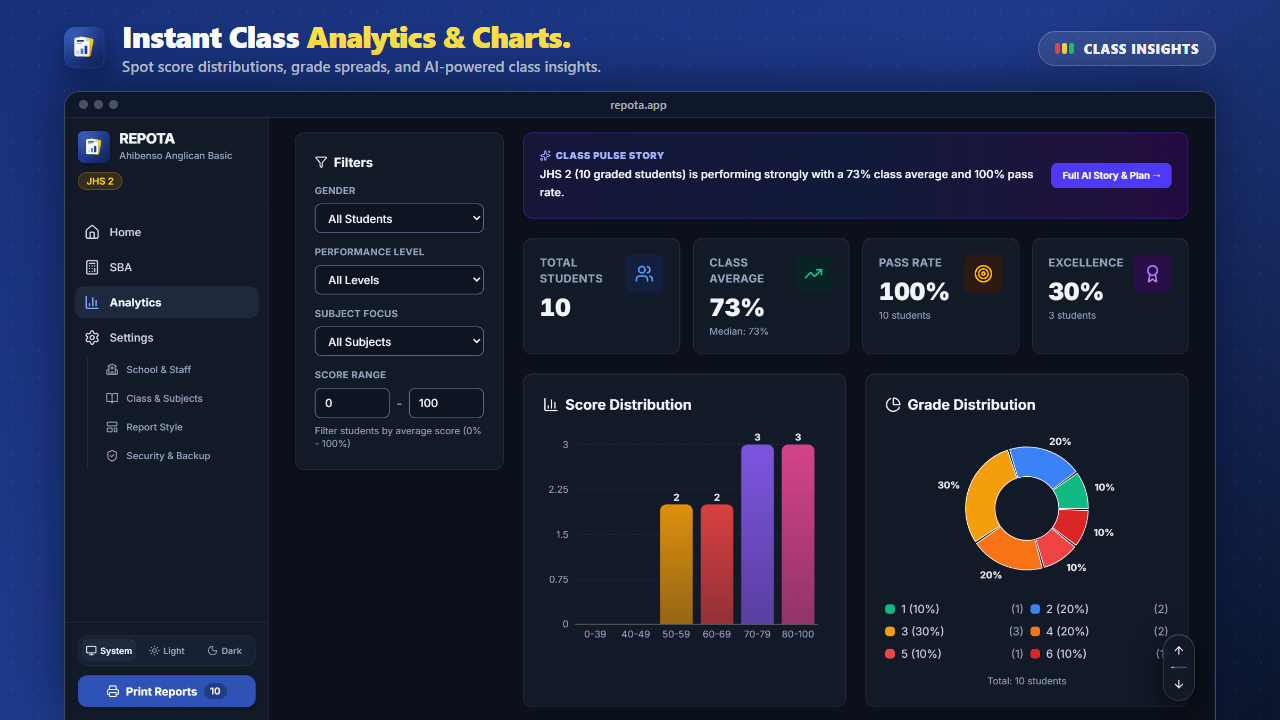 Instant Class Analytics & Charts.
Spot score distributions, grade spreads, and AI-powered class insights.
CLASS INSIGHTS
repota.app
REPOTA
Ahibenso Anglican Basic
JHS 2
Home
SBA
Analytics
Settings
School & Staff
Class & Subjects
Report Style
Security & Backup
System
Light
Dark
Print Reports 10
Filters
GENDER
All Students
PERFORMANCE LEVEL
All Levels
SUBJECT FOCUS
All Subjects
SCORE RANGE
0 - 100
Filter students by average score (0%
- 100%)
CLASS PULSE STORY
JHS 2 (10 graded students) is performing strongly with a 73% class average and 100% pass
rate.
Full AI Story & Plan →
TOTAL
STUDENTS
10
CLASS
AVERAGE
73%
Median: 73%
PASS RATE
100%
10 students
EXCELLENCE
30%
3 students
Score Distribution
3
2.25
1.5
0.75
0
2
2
3
3
0-39
40-49
50-59
60-69
70-79
80-100
Grade Distribution
20%
10%
10%
10%
20%
30%
1 (10%) (1)
2 (20%) (2)
3 (30%) (3)
4 (20%) (2)
5 (10%) (1)
6 (10%)
Total: 10 students